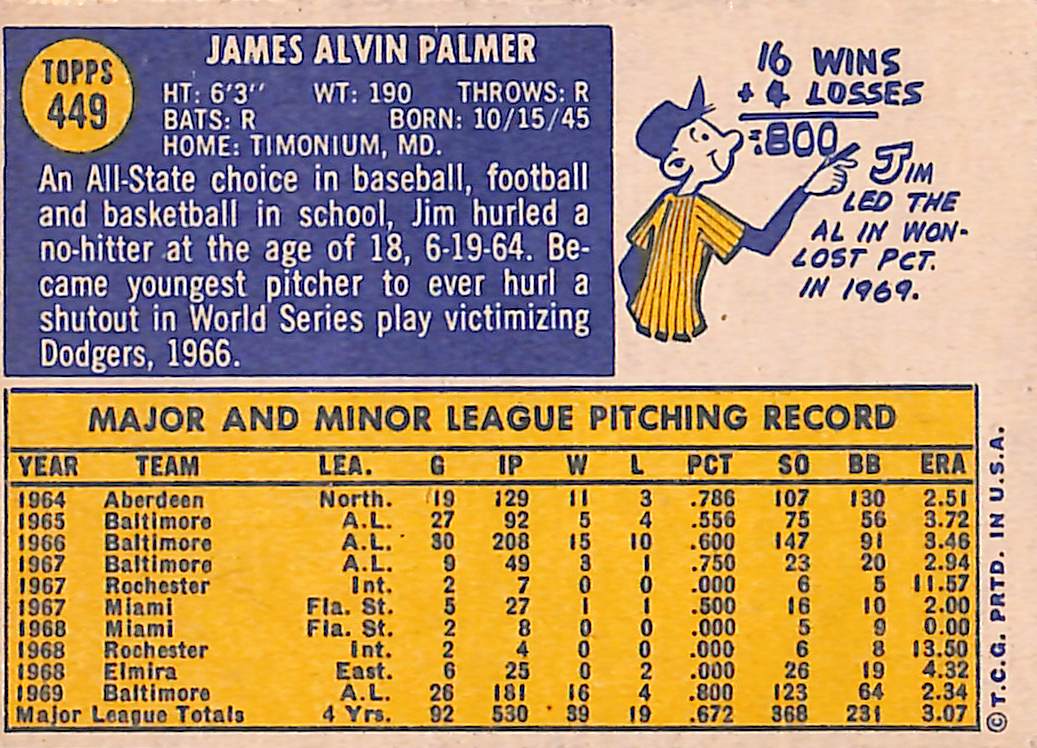 TOPPS
449
JAMES ALVIN PALMER
HT: 6'3" WT: 190 THROWS: R
BATS: R BORN: 10/15/45
HOME: TIMONIUM, MD.
An All-State choice in baseball, football
and basketball in school, Jim hurled a
no-hitter at the age of 18, 6-19-64. Be-
came youngest pitcher to ever hurl a
shutout in World Series play victimizing
Dodgers, 1966.
16 WINS
+ 4 LOSSES
=.800
JIM
LED THE
AL IN WON-
LOST PCT.
IN 1969.
MAJOR AND MINOR LEAGUE PITCHING RECORD
YEAR TEAM LEA. G IP W L PCT SO BB ERA
1964 Aberdeen North. 19 129 11 3 .786 107 130 2.51
1965 Baltimore A.L. 27 92 5 4 .556 75 56 3.72
1966 Baltimore A.L. 30 208 15 10 .600 147 91 3.46
1967 Baltimore A.L. 9 49 3 1 .750 23 20 2.94
1967 Rochester Int. 2 7 0 0 .000 6 5 11.57
1967 Miami Fla. St. 5 27 1 1 .500 16 10 2.00
1968 Miami Fla. St. 2 8 0 0 .000 5 9 0.00
1968 Rochester Int. 2 4 0 0 .000 6 8 13.50
1968 Elmira East. 6 25 0 2 .000 26 19 4.32
1969 Baltimore A.L. 26 181 16 4 .800 123 64 2.34
Major League Totals 4 Yrs. 92 530 39 19 .672 368 231 3.07
© T.C.G. PRTD. IN U.S.A.